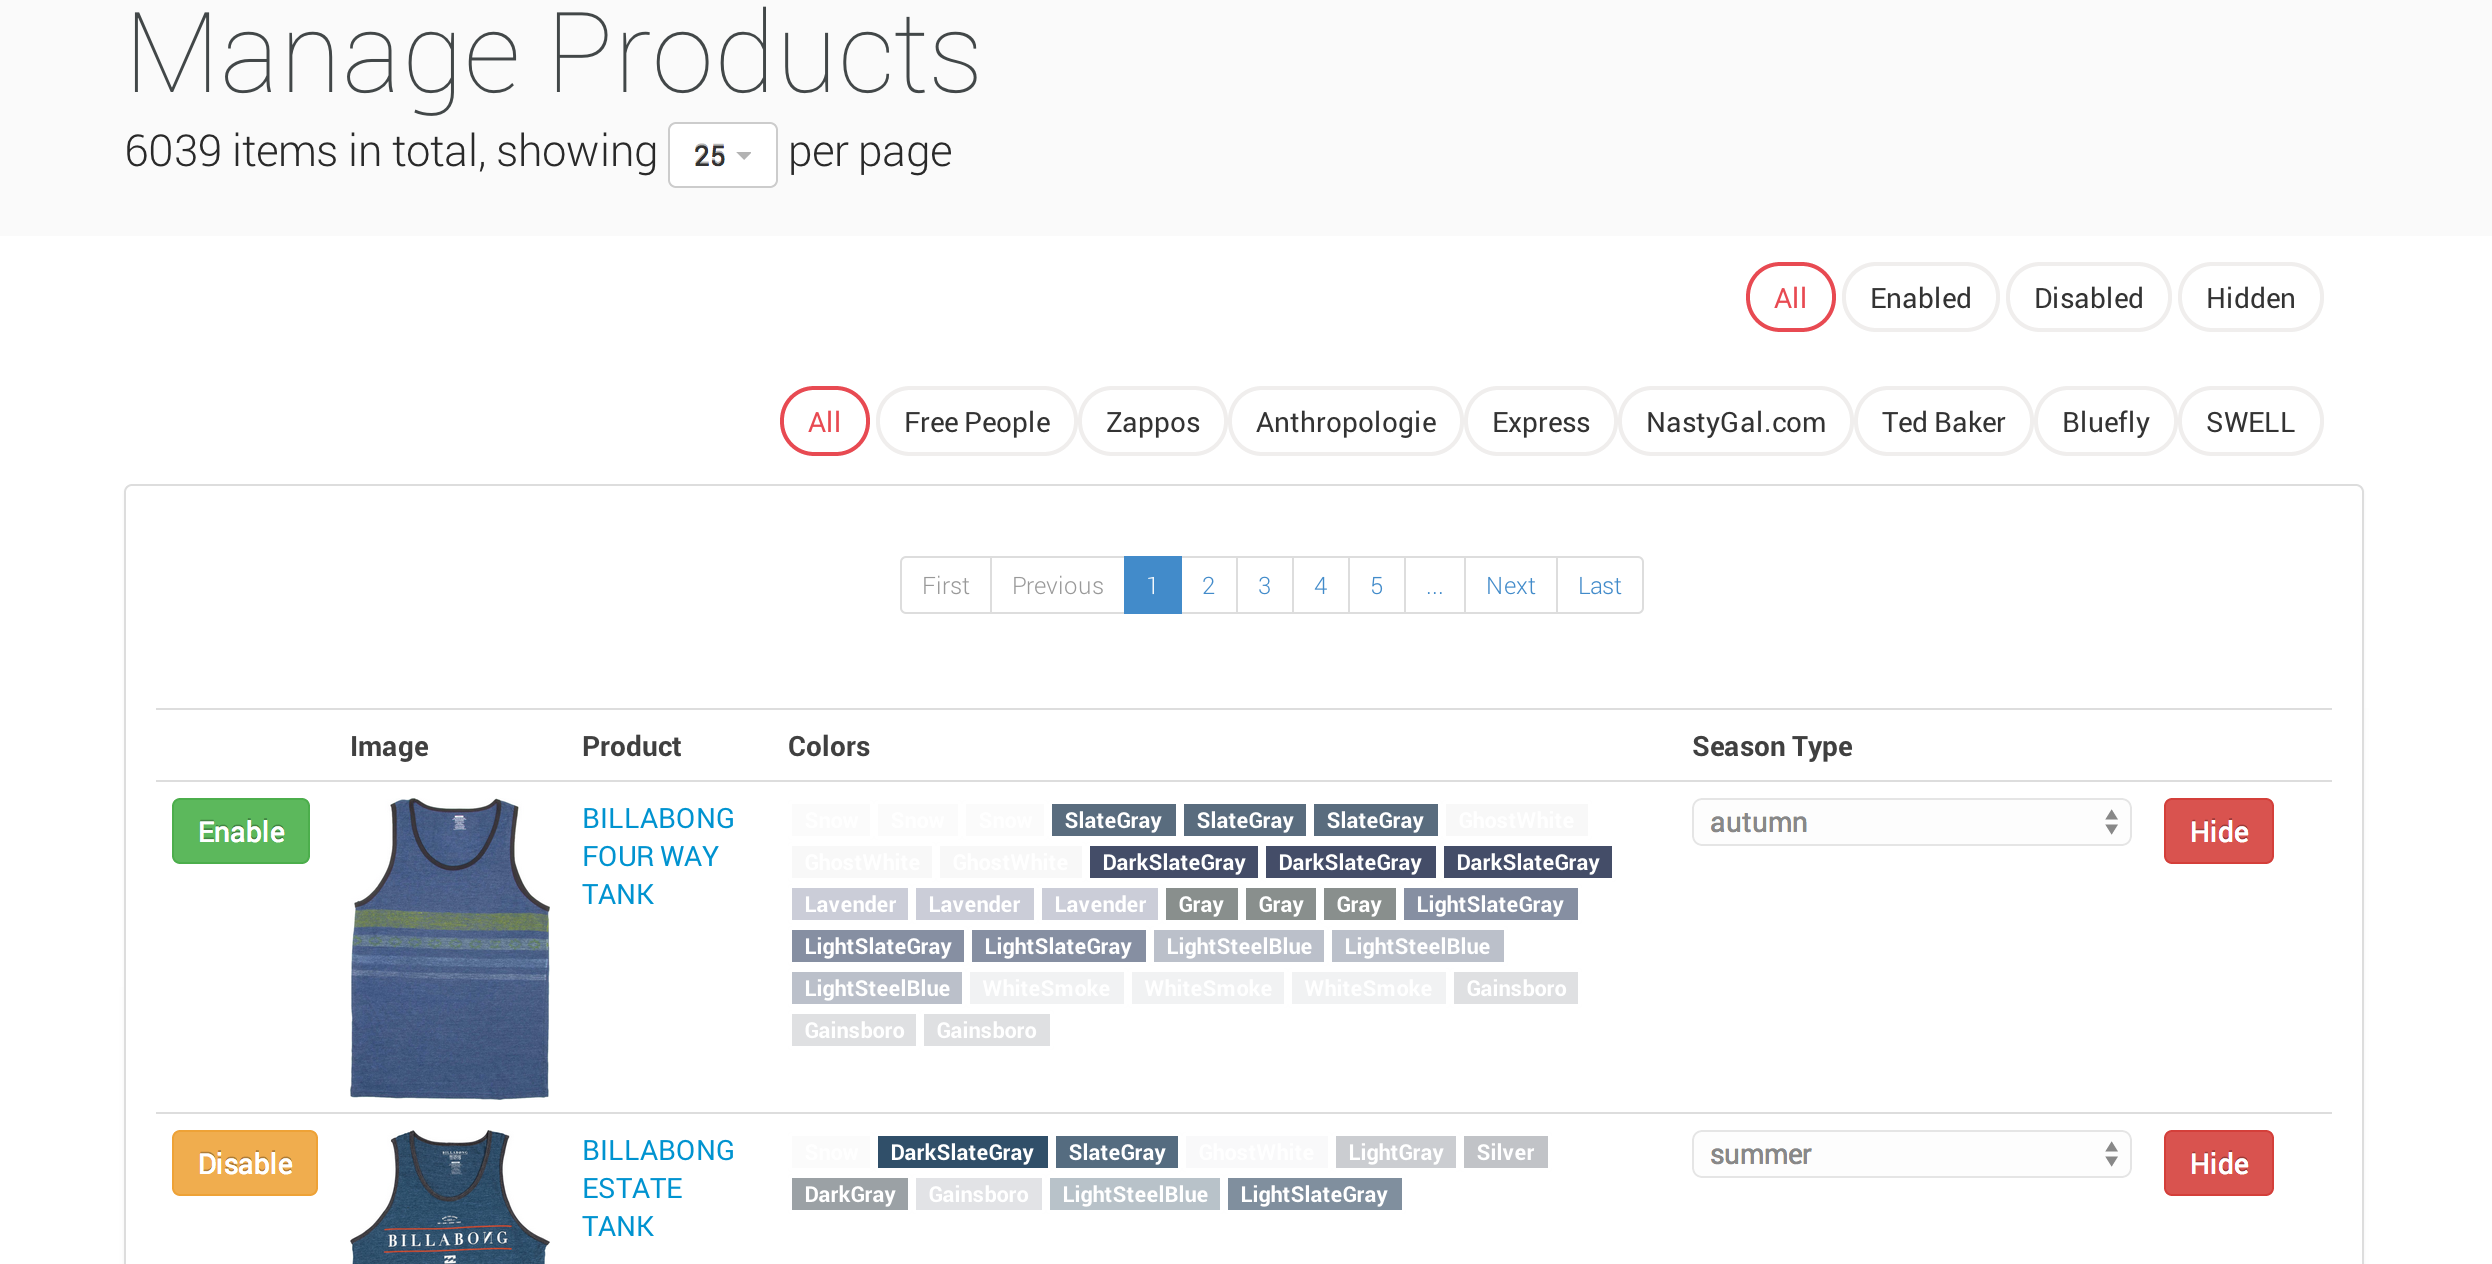 Manage Products
6039 items in total, showing 25 per page
All Enabled Disabled Hidden
All Free People Zappos Anthropologie Express NastyGal.com Ted Baker Bluefly SWELL
First Previous 1 2 3 4 5 ... Next Last
Image Product Colors Season Type
Enable
BILLABONG
FOUR WAY
TANK
Snow Snow Snow SlateGray SlateGray SlateGray GhostWhite
GhostWhite GhostWhite DarkSlateGray DarkSlateGray DarkSlateGray
Lavender Lavender Lavender Gray Gray Gray LightSlateGray
LightSlateGray LightSlateGray LightSteelBlue LightSteelBlue
LightSteelBlue WhiteSmoke WhiteSmoke WhiteSmoke Gainsboro
Gainsboro Gainsboro
autumn
Hide
Disable
BILLABONG
BILLABONG
ESTATE
TANK
Snow DarkSlateGray SlateGray GhostWhite LightGray Silver
DarkGray Gainsboro LightSteelBlue LightSlateGray
summer
Hide